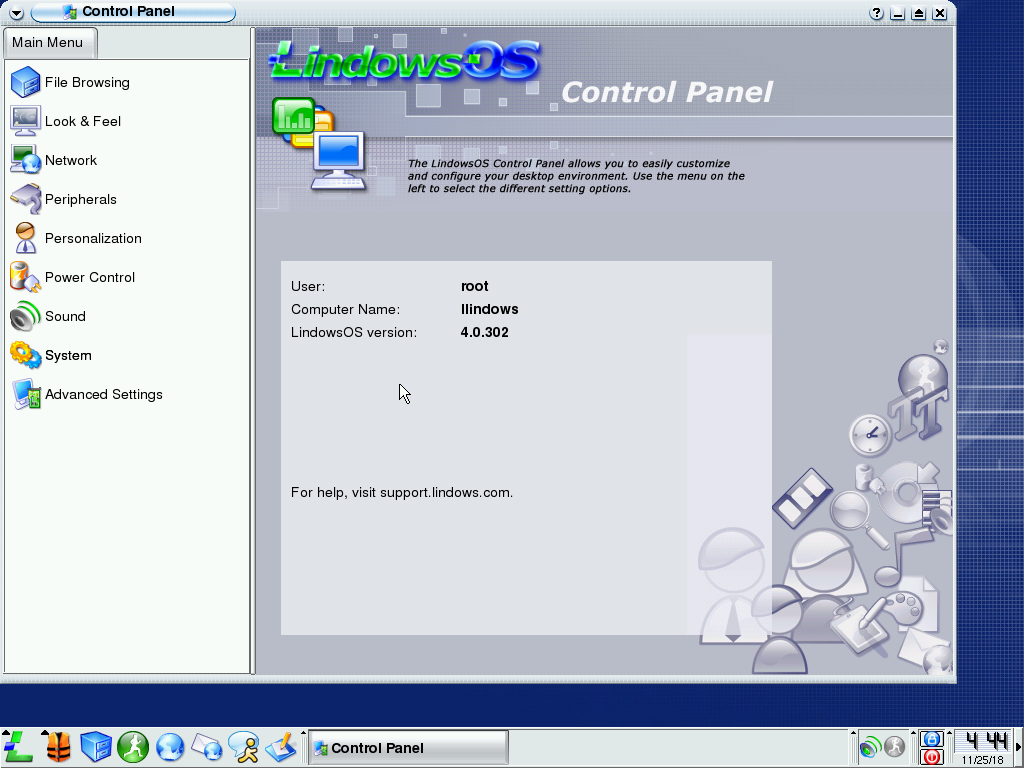 Control Panel
Main Menu
File Browsing
Look & Feel
Network
Peripherals
Personalization
Power Control
Sound
System
Advanced Settings
LindowsOS
Control Panel
The LindowsOS Control Panel allows you to easily customize
and configure your desktop environment. Use the menu on the
left to select the different setting options.
User: root
Computer Name: llindows
LindowsOS version: 4.0.302
For help, visit support.lindows.com.
Control Panel
4 44
11/25/18